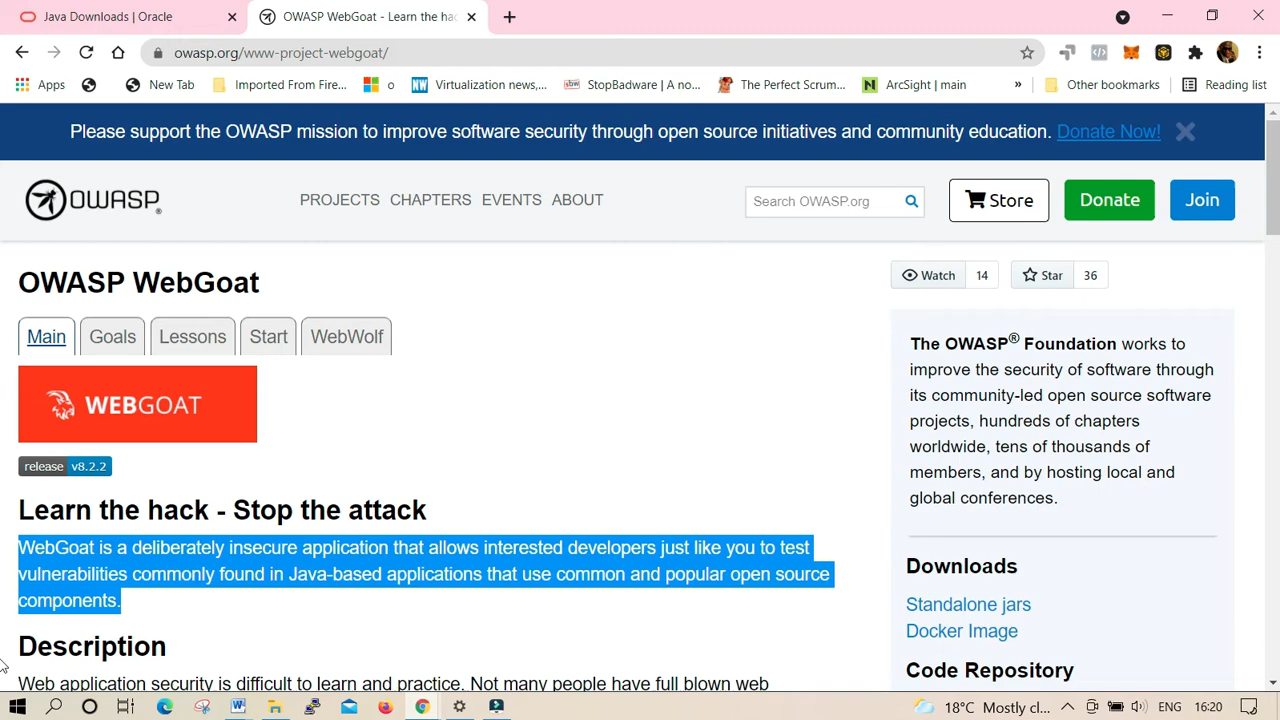 Java Downloads | Oracle
OWASP WebGoat - Learn the hac
owasp.org/www-project-webgoat/
Apps
New Tab
Imported From Fire...
o
Virtualization news,...
StopBadware | A no...
The Perfect Scrum...
ArcSight | main
»
Other bookmarks
Reading list
Please support the OWASP mission to improve software security through open source initiatives and community education. Donate Now!
OWASP
PROJECTS CHAPTERS EVENTS ABOUT
Search OWASP.org
Store
Donate
Join
OWASP WebGoat
Watch 14
Star 36
Main
Goals
Lessons
Start
WebWolf
WEBGOAT
release v8.2.2
Learn the hack - Stop the attack
WebGoat is a deliberately insecure application that allows interested developers just like you to test
vulnerabilities commonly found in Java-based applications that use common and popular open source
components.
Description
Web application security is difficult to learn and practice. Not many people have full blown web
The OWASP® Foundation works to
improve the security of software through
its community-led open source software
projects, hundreds of chapters
worldwide, tens of thousands of
members, and by hosting local and
global conferences.
Downloads
Standalone jars
Docker Image
Code Repository
18°C Mostly cl...
ENG
16:20